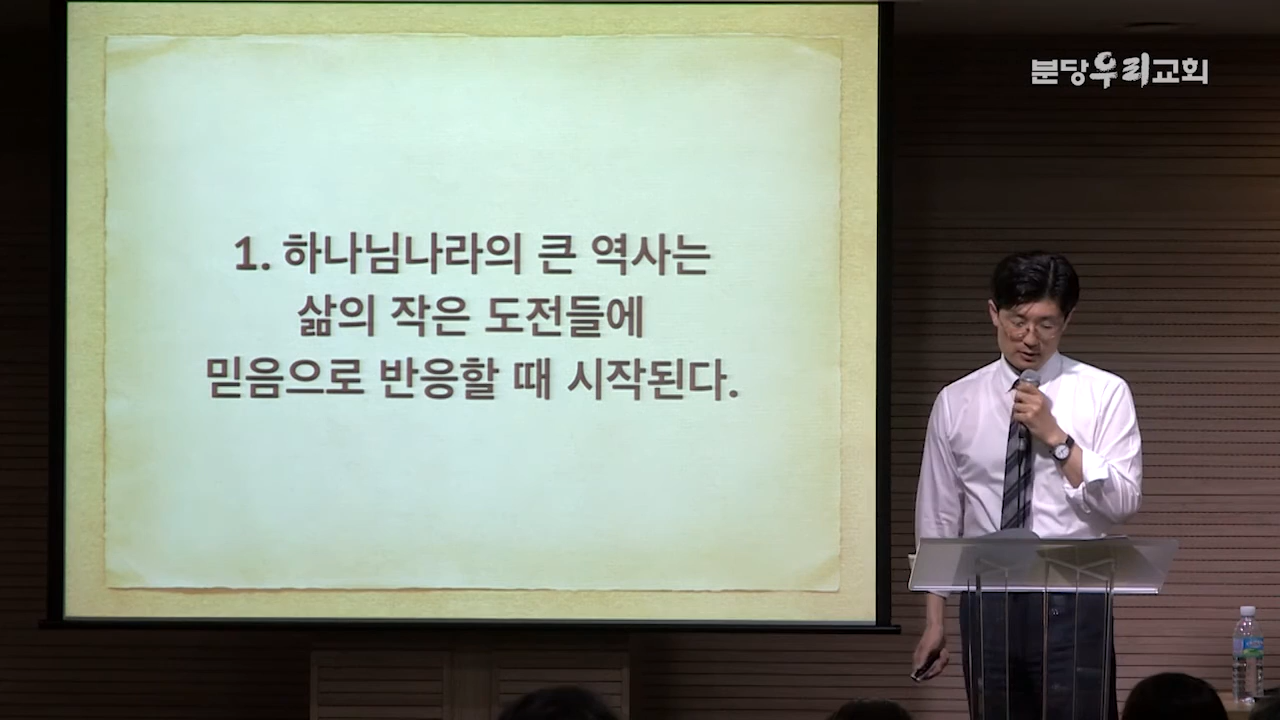 분당우리교회
1. 하나님나라의 큰 역사는
삶의 작은 도전들에
믿음으로 반응할 때 시작된다.